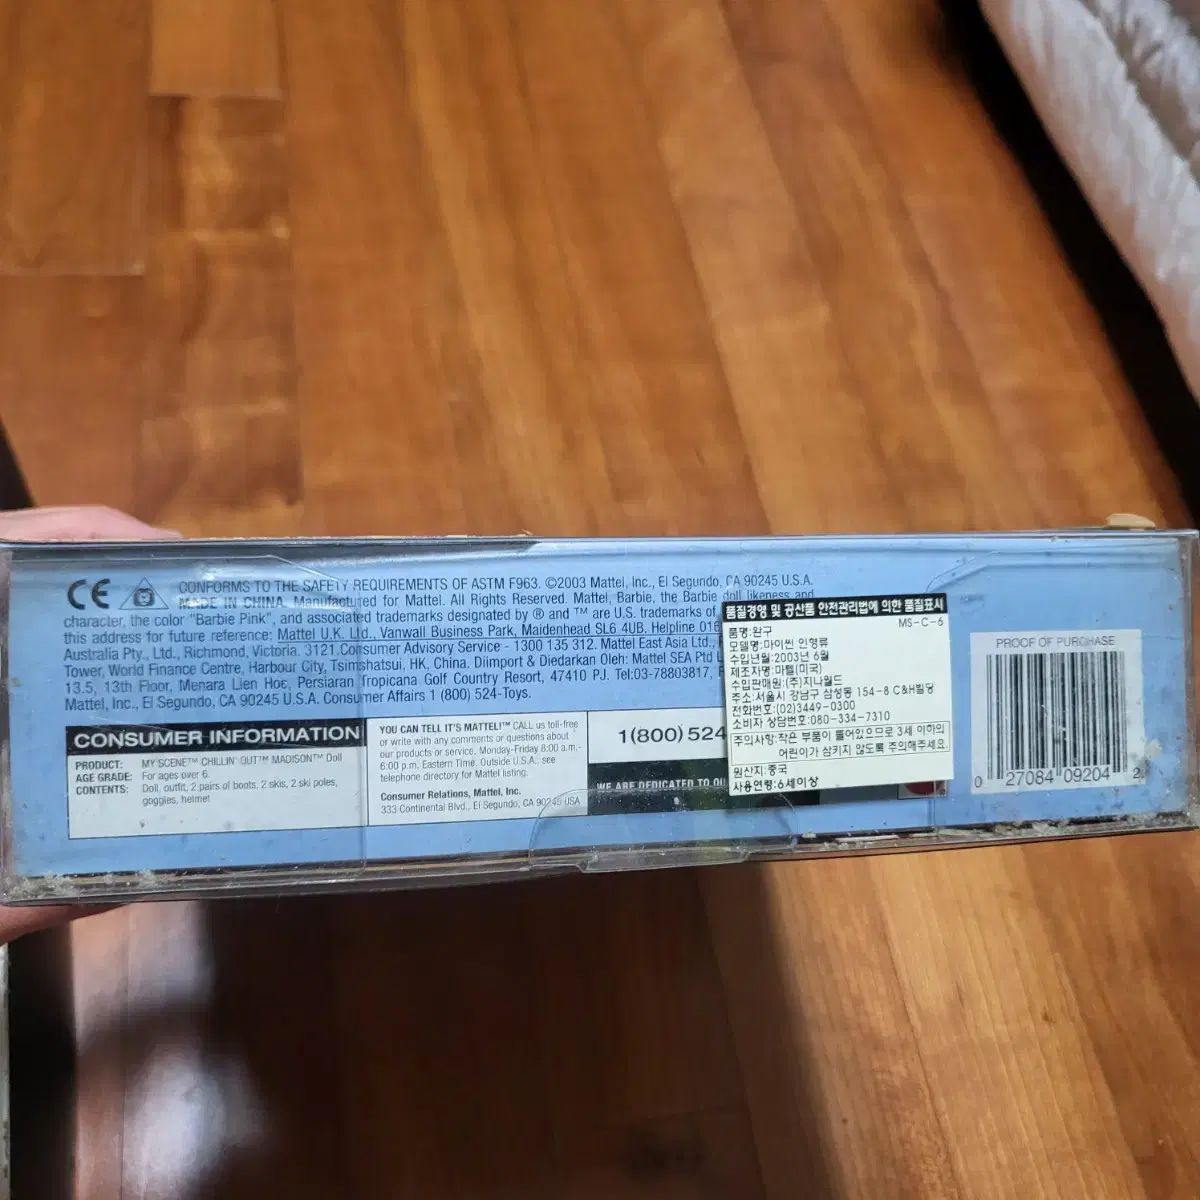 CE CONFORMS TO THE SAFETY REQUIREMENTS OF ASTM F963. ©2003 Mattel, Inc., El Segundo, CA 90245 U.S.A.
MADE IN CHINA. Manufactured for Mattel. All Rights Reserved. Mattel, Barbie, the Barbie doll likeness and
character, the color "Barbie Pink", and associated trademarks designated by ® and ™ are U.S. trademarks of
this address for future reference: Mattel U.K. Ltd., Vanwall Business Park, Maidenhead SL6 4UB. Helpline 016
Australia Pty., Ltd., Richmond, Victoria. 3121.Consumer Advisory Service - 1300 135 312. Mattel East Asia Ltd.,
Tower, World Finance Centre, Harbour City, Tsimshatsui, HK, China. Diimport & Diedarkan Oleh: Mattel SEA Ptd L
13.5, 13th Floor, Menara Lien Hoe, Persiaran Tropicana Golf Country Resort, 47410 PJ. Tel:03-78803817,
Mattel, Inc., El Segundo, CA 90245 U.S.A. Consumer Affairs 1 (800) 524-Toys.
CONSUMER INFORMATION
PRODUCT: MY SCENE™ CHILLIN' OUT™ MADISON™ Doll
AGE GRADE: For ages over 6.
CONTENTS: Doll, outfit, 2 pairs of boots, 2 skis, 2 ski poles,
goggles, helmet
YOU CAN TELL IT'S MATTEL!™ CALL us toll-free
or write with any comments or questions about
our products or service. Monday-Friday 8:00 a.m.-
6:00 p.m. Eastern Time. Outside U.S.A., see
telephone directory for Mattel listing.
Consumer Relations, Mattel, Inc.
333 Continental Blvd., El Segundo, CA 90245 USA
1(800) 524
WE ARE DEDICATED TO
품질경영 및 공산품 안전관리법에 의한 품질표시
MS-C-6
품명:완구
모델명:마이씬 인형류
수입년월:2003년 6월
제조자명:마텔(미국)
수입판매원:(주)지나월드
주소:서울시 강남구 삼성동 154-8 C&H빌딩
전화번호:(02)3449-0300
소비자 상담번호:080-334-7310
주의사항:작은 부품이 들어있으므로 3세 이하의
어린이가 삼키지 않도록 주의해주세요.
원산지:중국
사용연령:6세이상
PROOF OF PURCHASE
0 27084 09204 2